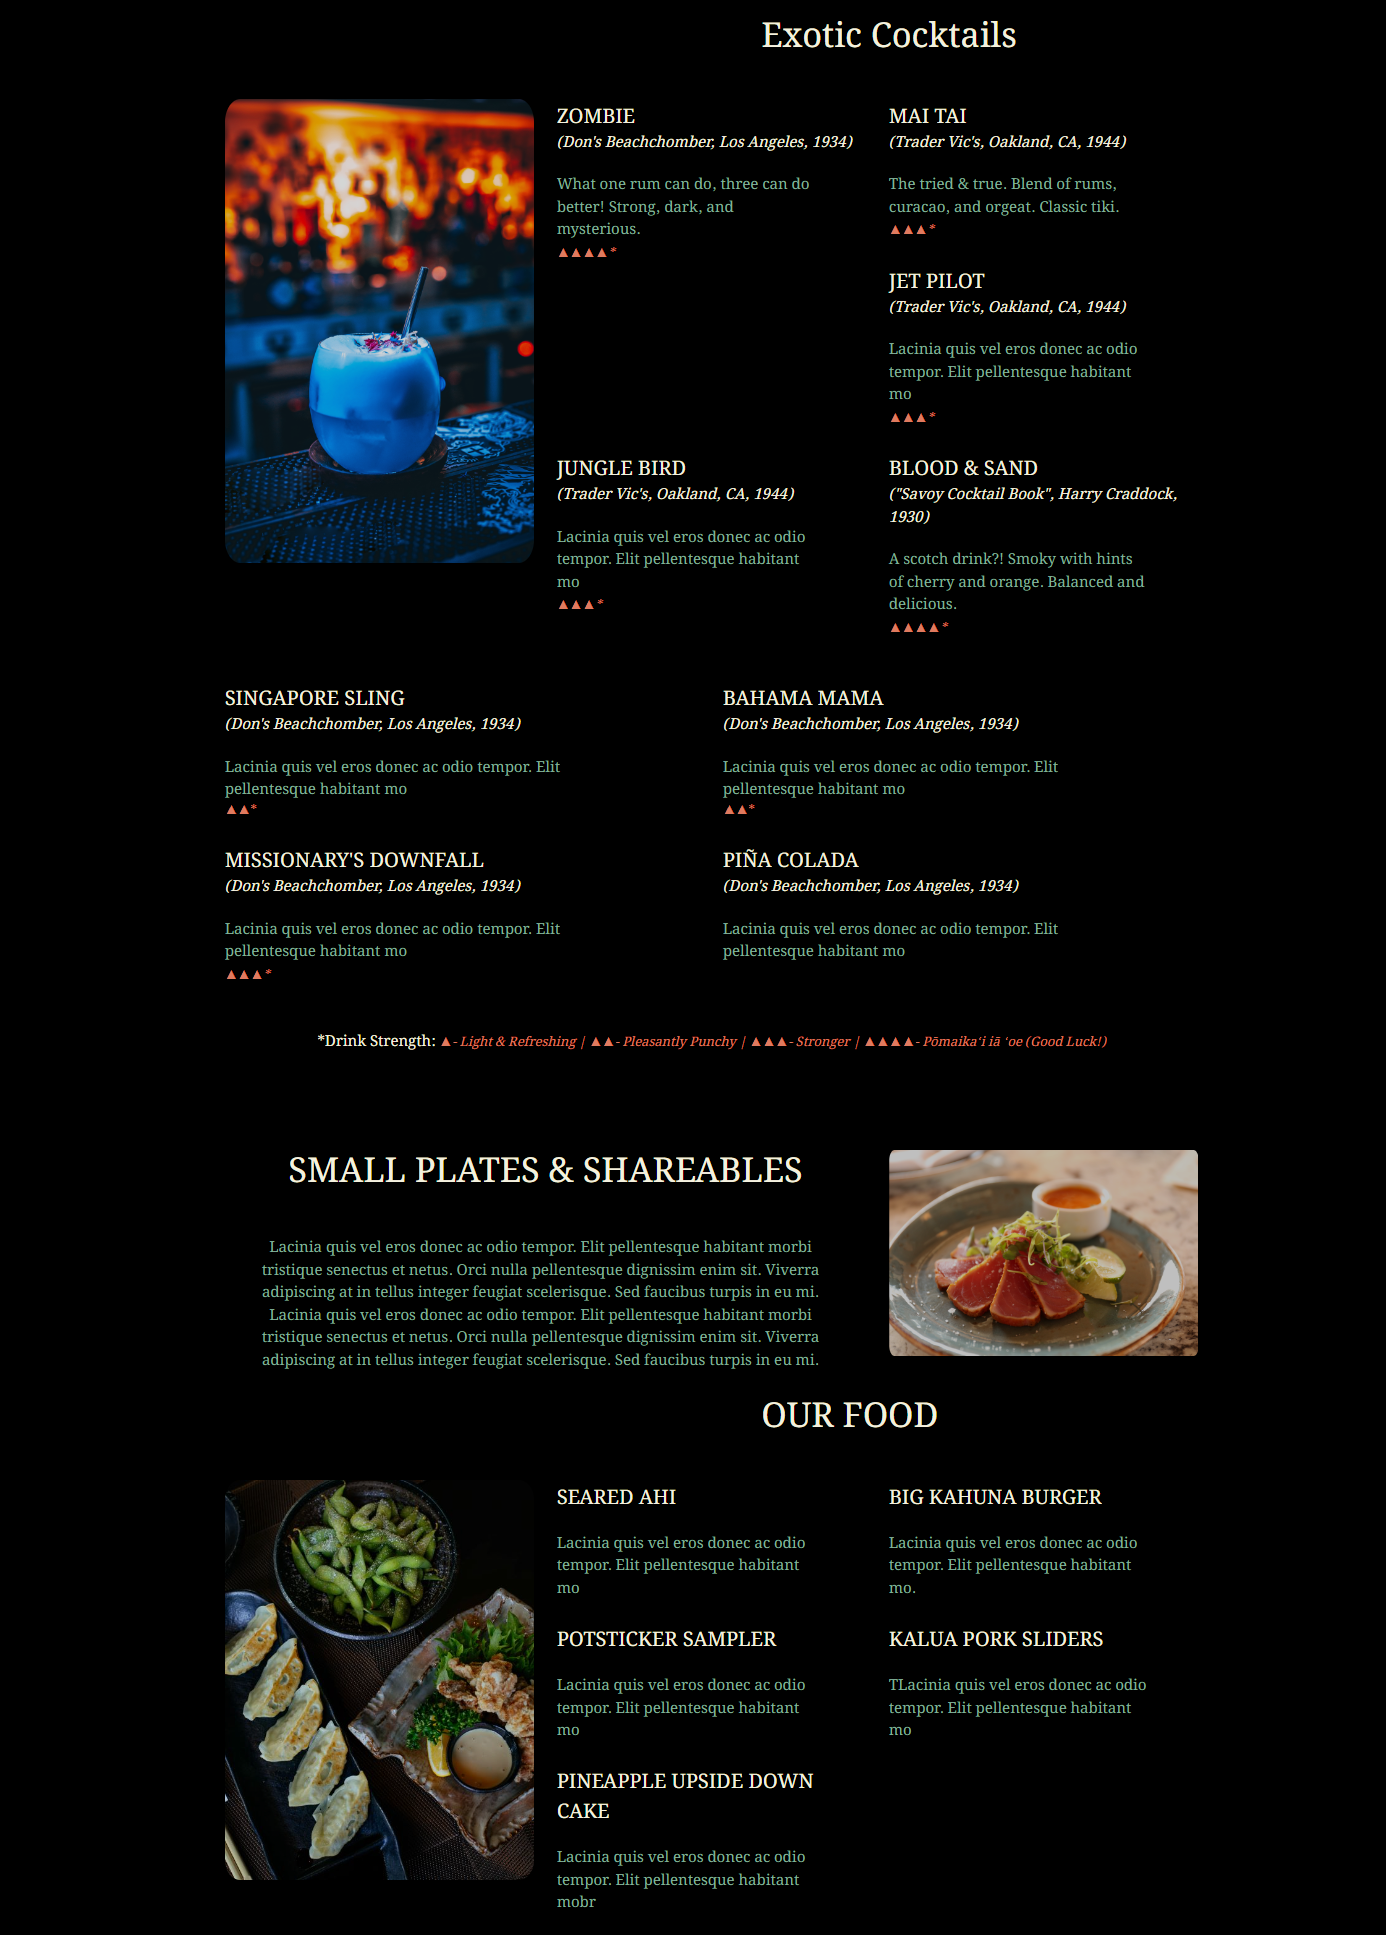 Exotic Cocktails
ZOMBIE
(Don's Beachchomber, Los Angeles, 1934)
What one rum can do, three can do
better! Strong, dark, and
mysterious.
▲▲▲▲*
MAI TAI
(Trader Vic's, Oakland, CA, 1944)
The tried & true. Blend of rums,
curacao, and orgeat. Classic tiki.
▲▲▲*
JET PILOT
(Trader Vic's, Oakland, CA, 1944)
Lacinia quis vel eros donec ac odio
tempor. Elit pellentesque habitant
mo
▲▲▲*
JUNGLE BIRD
(Trader Vic's, Oakland, CA, 1944)
Lacinia quis vel eros donec ac odio
tempor. Elit pellentesque habitant
mo
▲▲▲*
BLOOD & SAND
("Savoy Cocktail Book", Harry Craddock,
1930)
A scotch drink?! Smoky with hints
of cherry and orange. Balanced and
delicious.
▲▲▲▲*
SINGAPORE SLING
(Don's Beachchomber, Los Angeles, 1934)
Lacinia quis vel eros donec ac odio tempor. Elit
pellentesque habitant mo
▲▲*
BAHAMA MAMA
(Don's Beachchomber, Los Angeles, 1934)
Lacinia quis vel eros donec ac odio tempor. Elit
pellentesque habitant mo
▲▲*
MISSIONARY'S DOWNFALL
(Don's Beachchomber, Los Angeles, 1934)
Lacinia quis vel eros donec ac odio tempor. Elit
pellentesque habitant mo
▲▲▲*
PIÑA COLADA
(Don's Beachchomber, Los Angeles, 1934)
Lacinia quis vel eros donec ac odio tempor. Elit
pellentesque habitant mo
*Drink Strength: ▲- Light & Refreshing | ▲▲- Pleasantly Punchy | ▲▲▲- Stronger | ▲▲▲▲- Pōmaikaʻi iā ʻoe (Good Luck!)
SMALL PLATES & SHAREABLES
Lacinia quis vel eros donec ac odio tempor. Elit pellentesque habitant morbi
tristique senectus et netus. Orci nulla pellentesque dignissim enim sit. Viverra
adipiscing at in tellus integer feugiat scelerisque. Sed faucibus turpis in eu mi.
Lacinia quis vel eros donec ac odio tempor. Elit pellentesque habitant morbi
tristique senectus et netus. Orci nulla pellentesque dignissim enim sit. Viverra
adipiscing at in tellus integer feugiat scelerisque. Sed faucibus turpis in eu mi.
OUR FOOD
SEARED AHI
Lacinia quis vel eros donec ac odio
tempor. Elit pellentesque habitant
mo
BIG KAHUNA BURGER
Lacinia quis vel eros donec ac odio
tempor. Elit pellentesque habitant
mo.
POTSTICKER SAMPLER
Lacinia quis vel eros donec ac odio
tempor. Elit pellentesque habitant
mo
KALUA PORK SLIDERS
TLacinia quis vel eros donec ac odio
tempor. Elit pellentesque habitant
mo
PINEAPPLE UPSIDE DOWN
CAKE
Lacinia quis vel eros donec ac odio
tempor. Elit pellentesque habitant
mobr